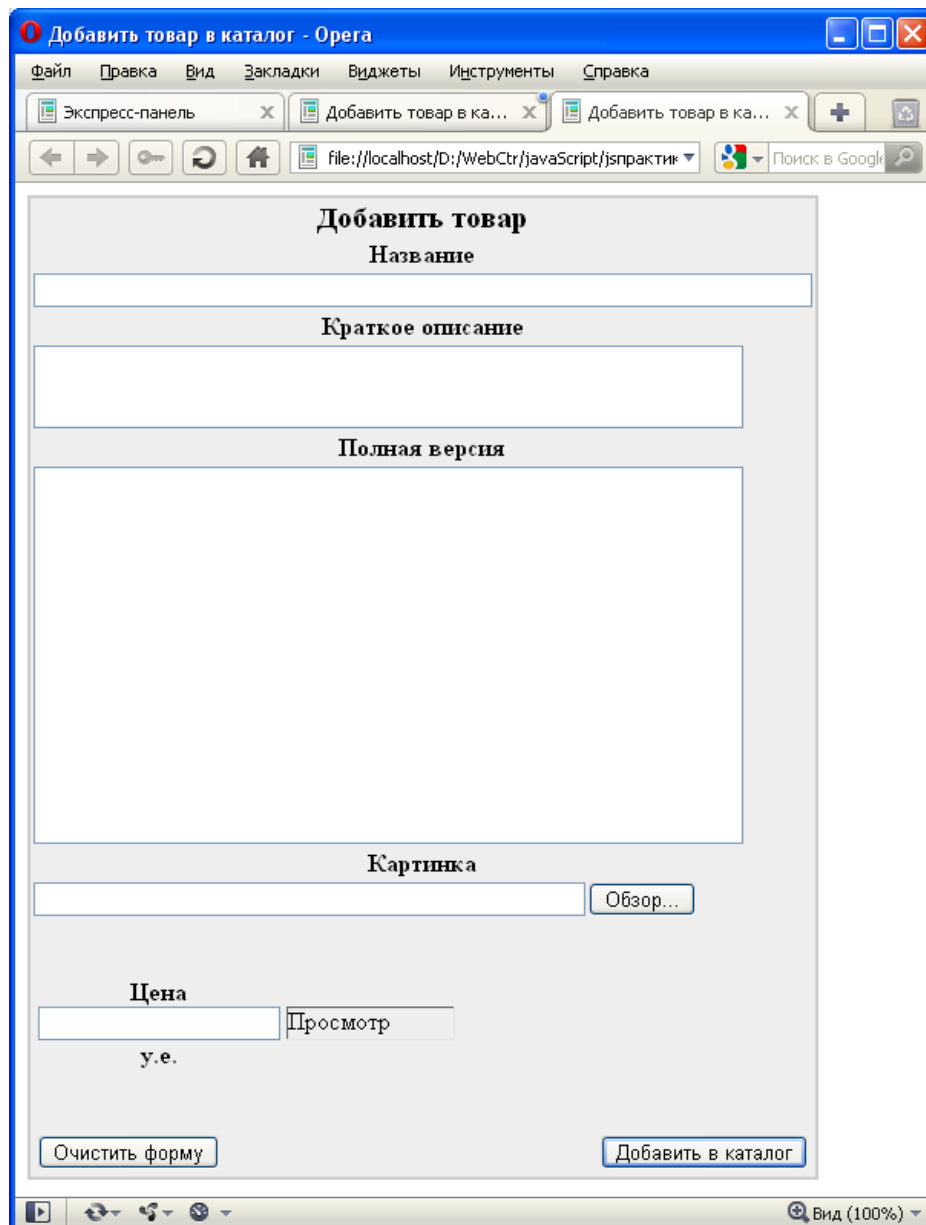 Добавить товар в каталог - Opera
Файл Правка Вид Закладки Виджеты Инструменты Справка
Экспресс-панель Добавить товар в ка... Добавить товар в ка...
file://localhost/D:/WebCtr/javaScript/jsпрактик Поиск в Google
Добавить товар
Название
Краткое описание
Полная версия
Картинка
Обзор...
Цена
Просмотр
у.е.
Очистить форму Добавить в каталог
Вид (100%)